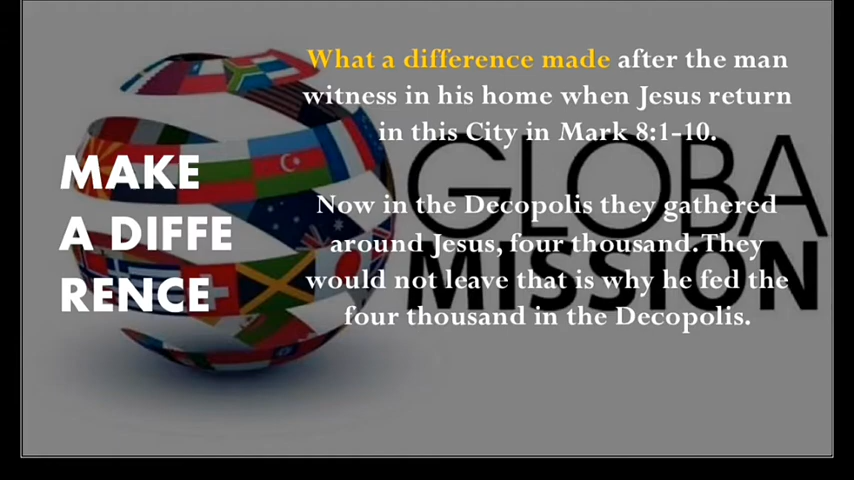 What a difference made after the man
witness in his home when Jesus return
in this City in Mark 8:1-10.
Now in the Decopolis they gathered
around Jesus, four thousand.They
would not leave that is why he fed the
four thousand in the Decopolis.
MAKE
A DIFFE
RENCE
GLOBA
MISSION